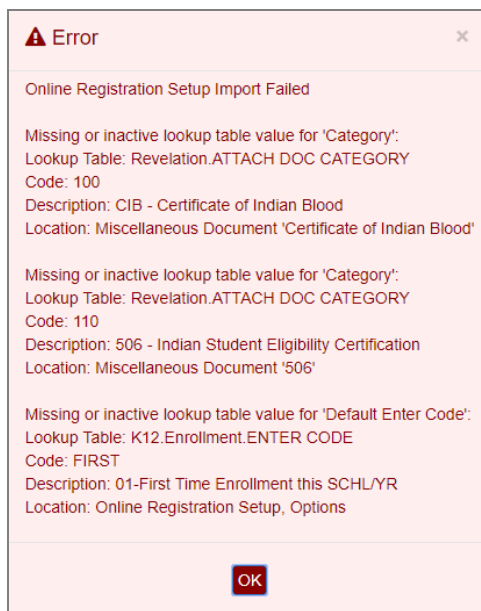 Error
×
Online Registration Setup Import Failed
Missing or inactive lookup table value for 'Category':
Lookup Table: Revelation.ATTACH DOC CATEGORY
Code: 100
Description: CIB - Certificate of Indian Blood
Location: Miscellaneous Document 'Certificate of Indian Blood'
Missing or inactive lookup table value for 'Category':
Lookup Table: Revelation.ATTACH DOC CATEGORY
Code: 110
Description: 506 - Indian Student Eligibility Certification
Location: Miscellaneous Document '506'
Missing or inactive lookup table value for 'Default Enter Code':
Lookup Table: K12.Enrollment.ENTER CODE
Code: FIRST
Description: 01-First Time Enrollment this SCHL/YR
Location: Online Registration Setup, Options
OK